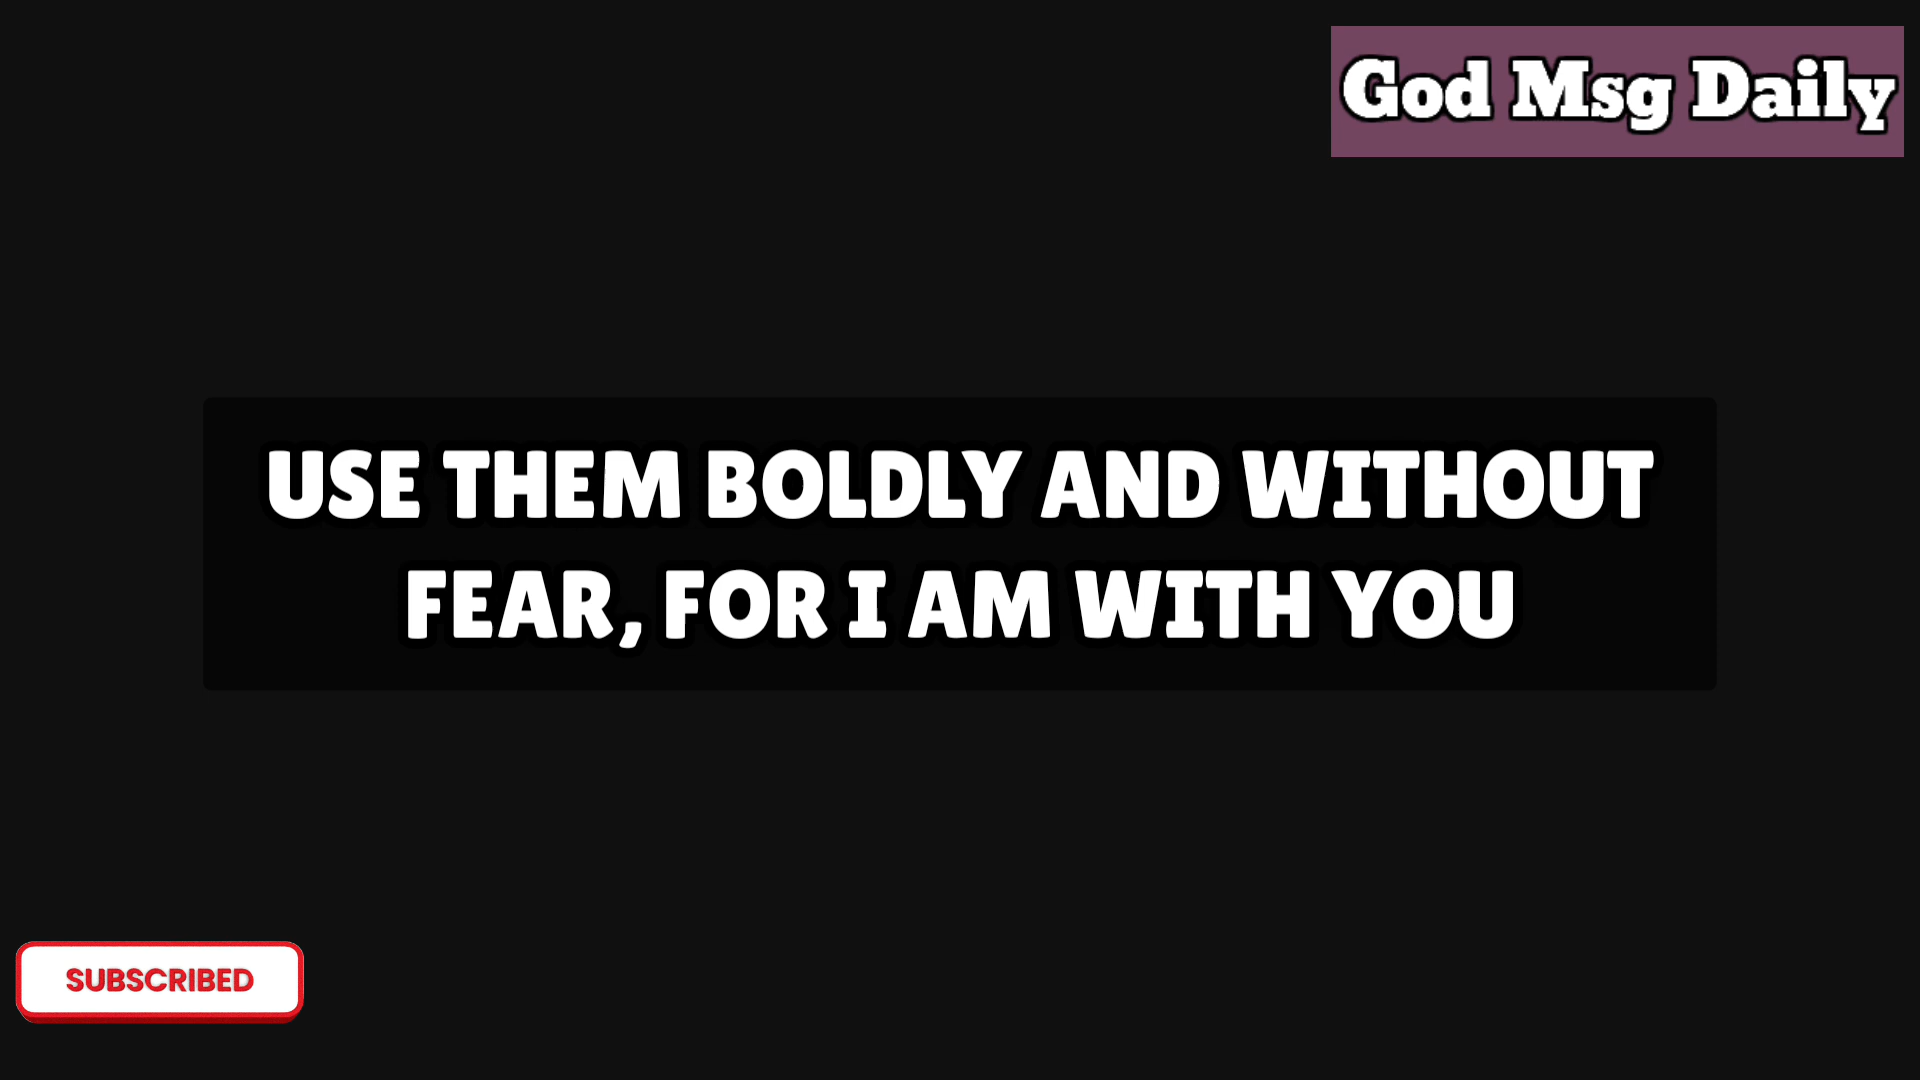 God Msg Daily
USE THEM BOLDLY AND WITHOUT
FEAR, FOR I AM WITH YOU
SUBSCRIBED